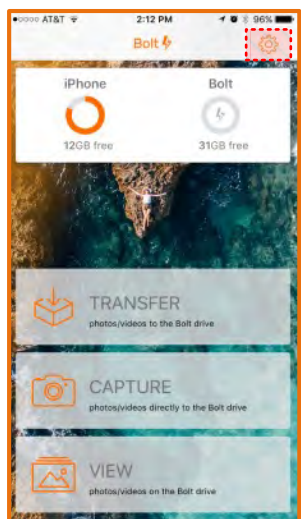 AT&T 2:12 PM 96%
Bolt
iPhone Bolt
12GB free 31GB free
TRANSFER
photos/videos to the Bolt drive
CAPTURE
photos/videos directly to the Bolt drive
VIEW
photos/videos on the Bolt drive